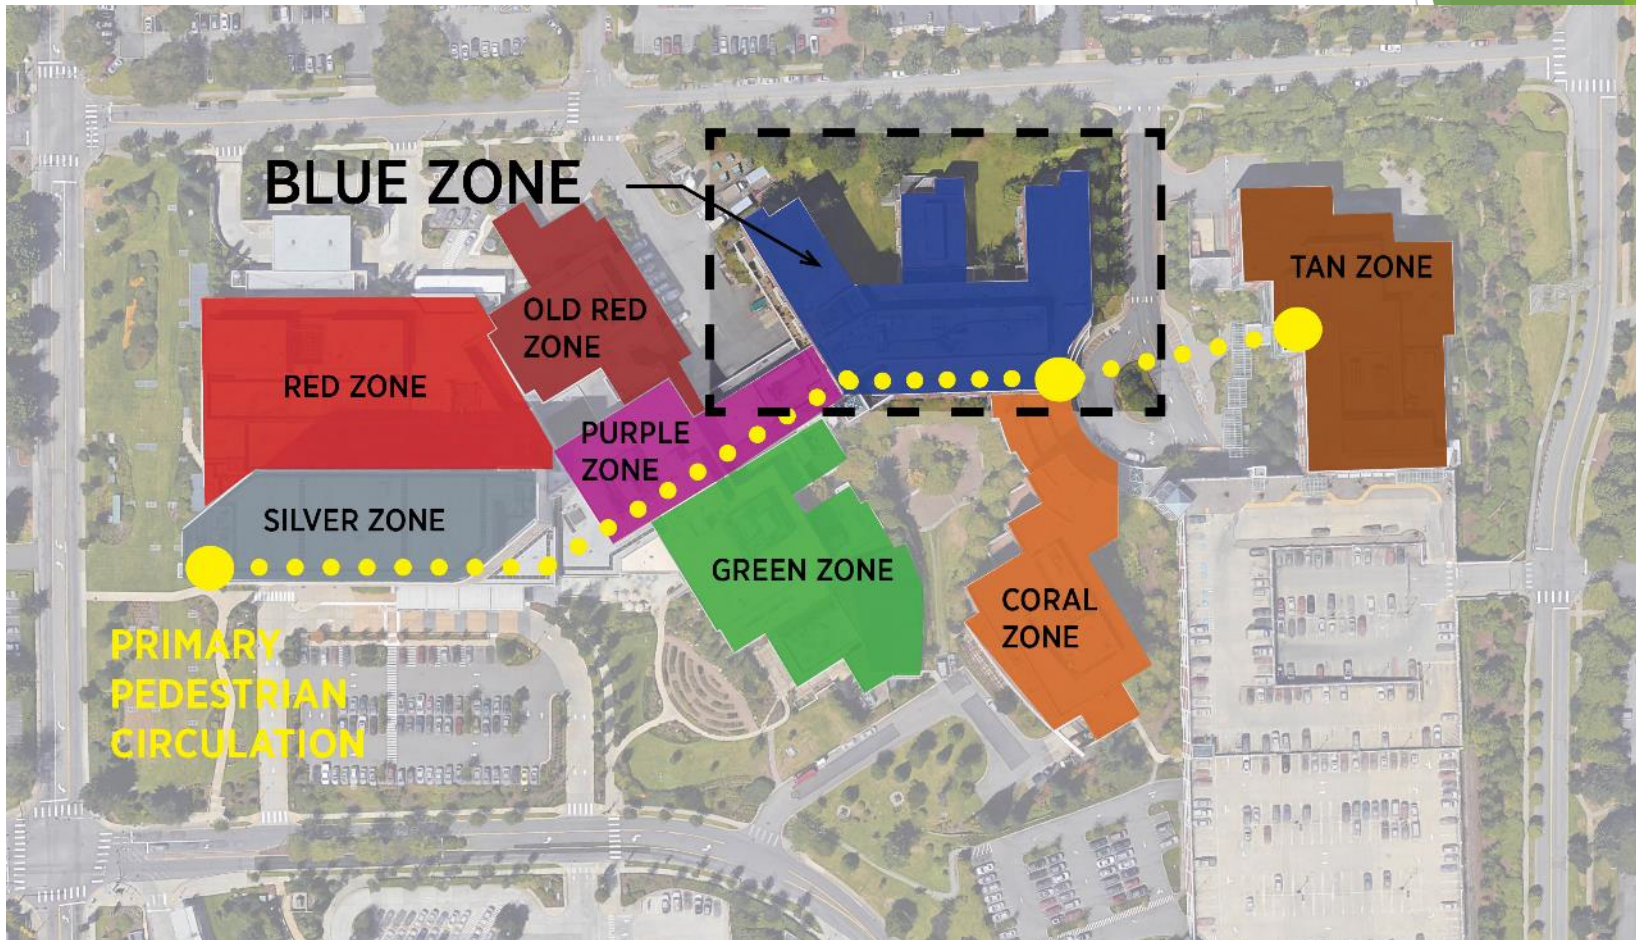 BLUE ZONE
TAN ZONE
OLD RED
ZONE
RED ZONE
PURPLE
ZONE
SILVER ZONE
GREEN ZONE
CORAL
ZONE
PRIMARY
PEDESTRIAN
CIRCULATION